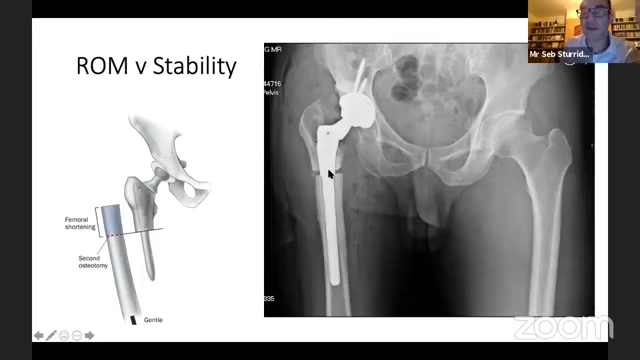 ROM v Stability
Femoral
shortening
Second
osteotomy
Gentle
G MR
44716
Pelvis
335
Mr Seb Sturrid...
zoom